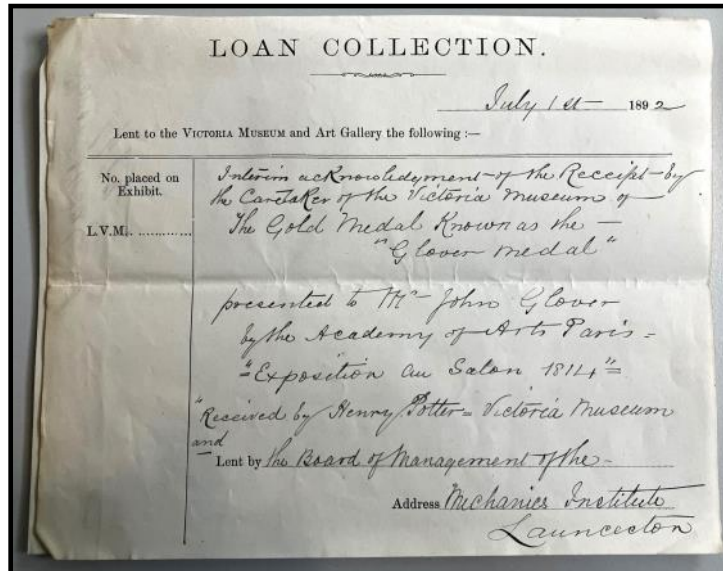 LOAN COLLECTION.
July 1st 1892
Lent to the VICTORIA MUSEUM and Art Gallery the following :—
No. placed on
Exhibit.
L.V.M. ............
Interim acknowledgment of the Receipt by
the Caretaker of the Victoria Museum of
The Gold Medal Known as the —
"Glover Medal"
presented to Mr John Glover
by the Academy of Arts Paris =
"Exposition au Salon 1814"=
"Received by Henry Potter = Victoria Museum
and
Lent by the Board of Management of the -
Address Mechanics Institute
Launceston